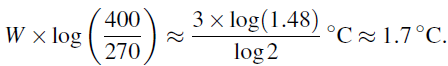 W × log(400/270) ≈ 3 × log(1.48)/log 2 °C ≈ 1.7 °C.